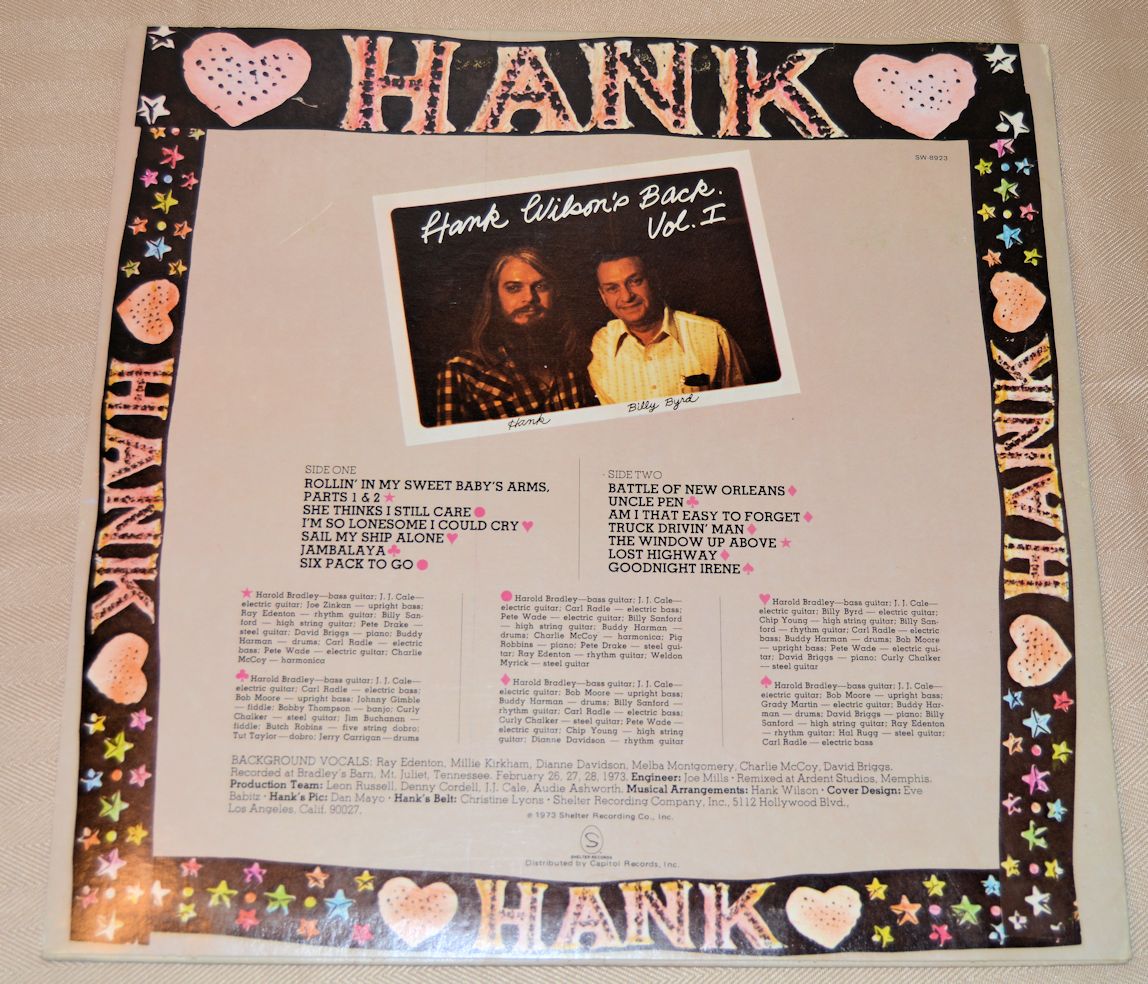 HANK
SW-8923
Hank Wilson's Back.
Vol. I
Hank
Billy Byrd
HANK
HANK
SIDE ONE
ROLLIN' IN MY SWEET BABY'S ARMS,
PARTS 1 & 2 ★
SHE THINKS I STILL CARE ●
I'M SO LONESOME I COULD CRY ♥
SAIL MY SHIP ALONE ♥
JAMBALAYA ♣
SIX PACK TO GO ●
SIDE TWO
BATTLE OF NEW ORLEANS ♦
UNCLE PEN ♣
AM I THAT EASY TO FORGET ♦
TRUCK DRIVIN' MAN ♦
THE WINDOW UP ABOVE ★
LOST HIGHWAY ♦
GOODNIGHT IRENE ♠
★ Harold Bradley—bass guitar; J. J. Cale—
electric guitar; Joe Zinkan — upright bass;
Ray Edenton — rhythm guitar; Billy San-
ford — high string guitar; Pete Drake —
steel guitar; David Briggs — piano; Buddy
Harman — drums; Carl Radle — electric
bass; Pete Wade — electric guitar; Charlie
McCoy — harmonica
● Harold Bradley—bass guitar; J. J. Cale—
electric guitar; Carl Radle — electric bass;
Pete Wade — electric guitar; Billy Sanford
— high string guitar; Buddy Harmon —
drums; Charlie McCoy — harmonica; Pig
Robbins — piano; Pete Drake — steel gui-
tar; Ray Edenton — rhythm guitar; Weldon
Myrick — steel guitar
♥ Harold Bradley—bass guitar; J. J. Cale—
electric guitar; Billy Byrd — electric guitar;
Chip Young — high string guitar; Billy San-
ford — rhythm guitar; Carl Radle — electric
bass; Buddy Harman — drums; Bob Moore
— upright bass; Pete Wade — electric gui-
tar; David Briggs — piano; Curly Chalker
— steel guitar
♣ Harold Bradley—bass guitar; J. J. Cale—
electric guitar; Carl Radle — electric bass;
Bob Moore — upright bass; Johnny Gimble
— fiddle; Bobby Thompson — banjo; Curly
Chalker — steel guitar; Jim Buchanan —
fiddle; Butch Robins — five string dobro;
Tut Taylor — dobro; Jerry Carrigan — drums
♦ Harold Bradley—bass guitar; J. J. Cale—
electric guitar; Bob Moore — upright bass;
Buddy Harman — drums; Billy Sanford —
rhythm guitar; Carl Radle — electric bass;
Curly Chalker — steel guitar; Pete Wade —
electric guitar; Chip Young — high string
guitar; Dianne Davidson — rhythm guitar
♠ Harold Bradley—bass guitar; J. J. Cale—
electric guitar; Bob Moore — upright bass;
Grady Martin — electric guitar; Buddy Har-
man — drums; David Briggs — piano; Billy
Sanford — high string guitar; Ray Edenton
— rhythm guitar; Hal Rugg — steel guitar;
Carl Radle — electric bass
BACKGROUND VOCALS: Ray Edenton, Millie Kirkham, Dianne Davidson, Melba Montgomery, Charlie McCoy, David Briggs.
Recorded at Bradley's Barn, Mt. Juliet, Tennessee. February 26, 27, 28, 1973. Engineer: Joe Mills • Remixed at Ardent Studios, Memphis.
Production Team: Leon Russell, Denny Cordell, J.J. Cale, Audie Ashworth. Musical Arrangements: Hank Wilson • Cover Design: Eve
Babitz • Hank's Pic: Dan Mayo • Hank's Belt: Christine Lyons • Shelter Recording Company, Inc., 5112 Hollywood Blvd.,
Los Angeles, Calif. 90027.
℗ 1973 Shelter Recording Co., Inc.
S
SHELTER RECORDS
Distributed by Capitol Records, Inc.
HANK